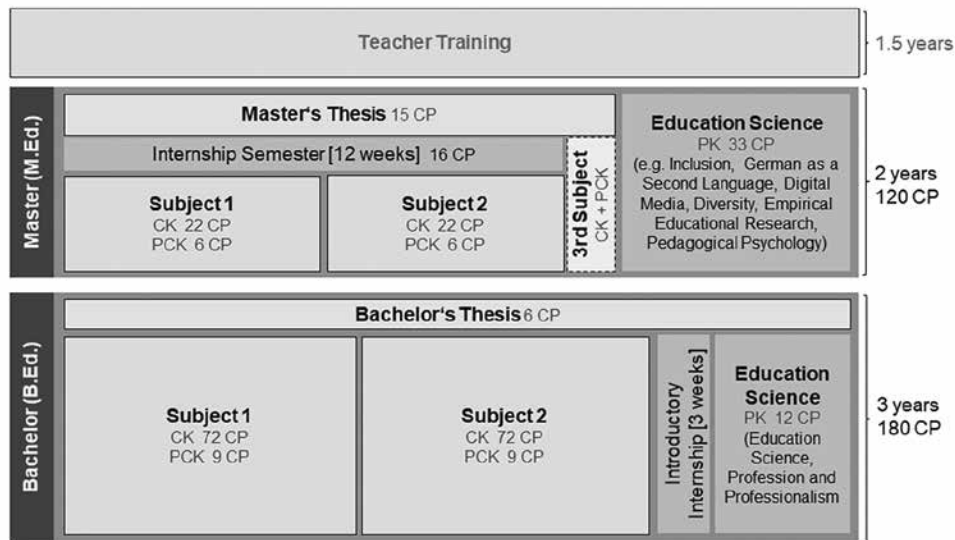 Teacher Training
1.5 years
Master (M.Ed.)
Master's Thesis 15 CP
Internship Semester [12 weeks] 16 CP
Subject 1
CK 22 CP
PCK 6 CP
Subject 2
CK 22 CP
PCK 6 CP
3rd Subject
CK + PCK
Education Science
PK 33 CP
(e.g. Inclusion, German as a
Second Language, Digital
Media, Diversity, Empirical
Educational Research,
Pedagogical Psychology)
2 years
120 CP
Bachelor (B.Ed.)
Bachelor's Thesis 6 CP
Subject 1
CK 72 CP
PCK 9 CP
Subject 2
CK 72 CP
PCK 9 CP
Introductory
Internship [3 weeks]
Education
Science
PK 12 CP
(Education
Science,
Profession and
Professionalism
3 years
180 CP